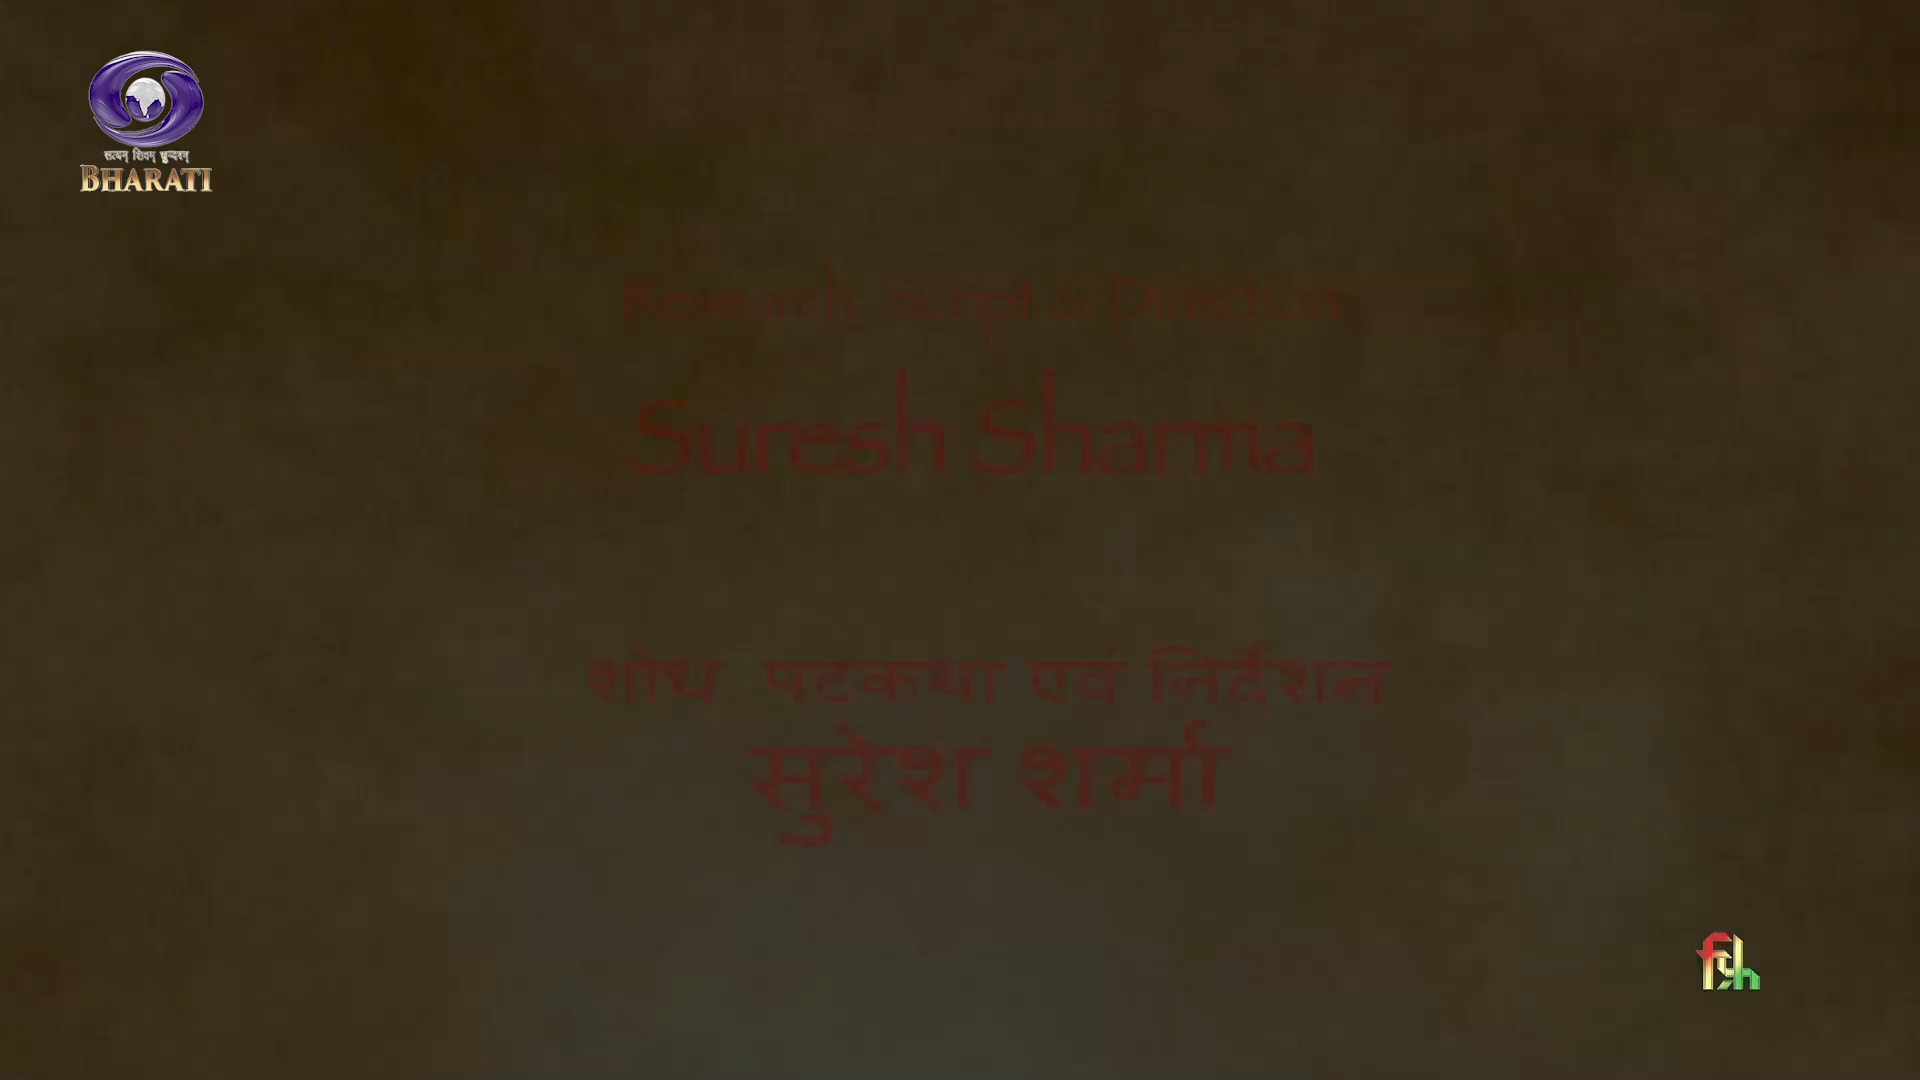 सत्यम् शिवम् सुन्दरम्
BHARATI
Research, Script & Direction
Suresh Sharma
शोध, पटकथा एवं निर्देशन
सुरेश शर्मा